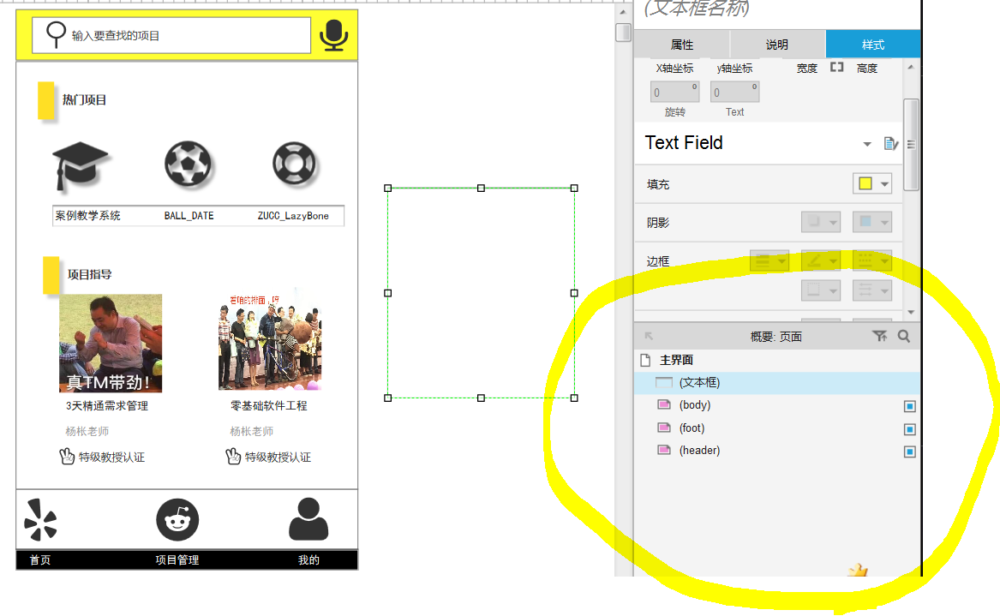 输入要查找的项目
热门项目
案例教学系统 BALL_DATE ZUCC_LazyBone
项目指导
真TM带劲!
3天精通需求管理
零基础软件工程
杨枨老师
杨枨老师
特级教授认证
特级教授认证
首页 项目管理 我的
(文本框名称)
属性 说明 样式
X轴坐标 y轴坐标 宽度 高度
0 0
旋转 Text
Text Field
填充
阴影
边框
概要: 页面
主界面
(文本框)
(body)
(foot)
(header)